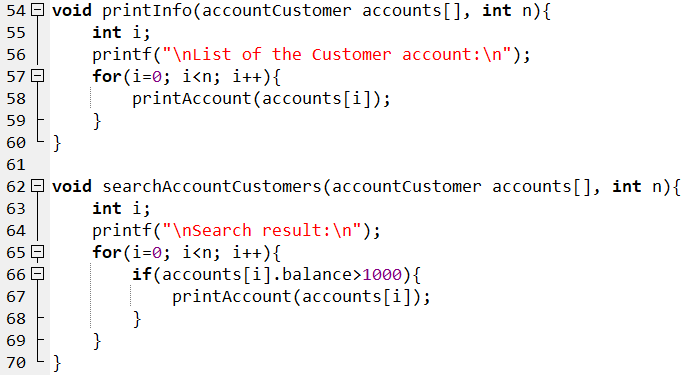 54 void printInfo(accountCustomer accounts[], int n){
55     int i;
56     printf("\nList of the Customer account:\n");
57     for(i=0; i<n; i++){
58         printAccount(accounts[i]);
59     }
60 }
61
62 void searchAccountCustomers(accountCustomer accounts[], int n){
63     int i;
64     printf("\nSearch result:\n");
65     for(i=0; i<n; i++){
66         if(accounts[i].balance>1000){
67             printAccount(accounts[i]);
68         }
69     }
70 }